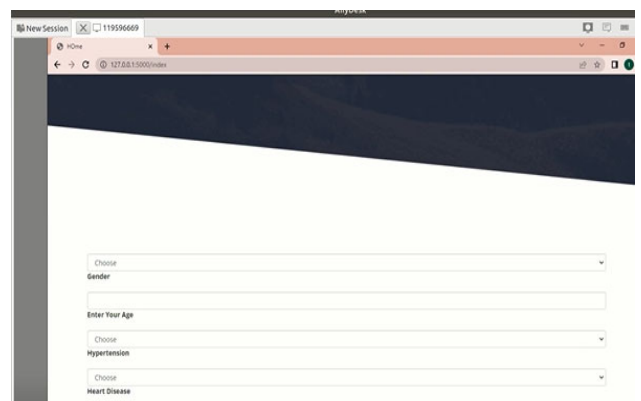 AnyDesk
New Session 119596669
HOne
127.0.0.1:5000/index
Choose
Gender
Enter Your Age
Choose
Hypertension
Choose
Heart Disease